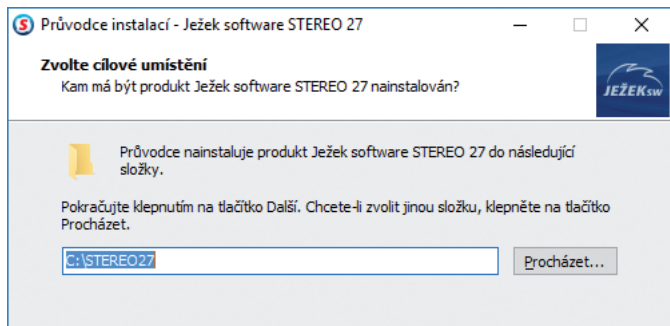 Průvodce instalací - Ježek software STEREO 27
Zvolte cílové umístění
Kam má být produkt Ježek software STEREO 27 nainstalován?
JEŽEKSW
Průvodce nainstaluje produkt Ježek software STEREO 27 do následující
složky.
Pokračujte klepnutím na tlačítko Další. Chcete-li zvolit jinou složku, klepněte na tlačítko
Procházet.
C:\STEREO27
Procházet...